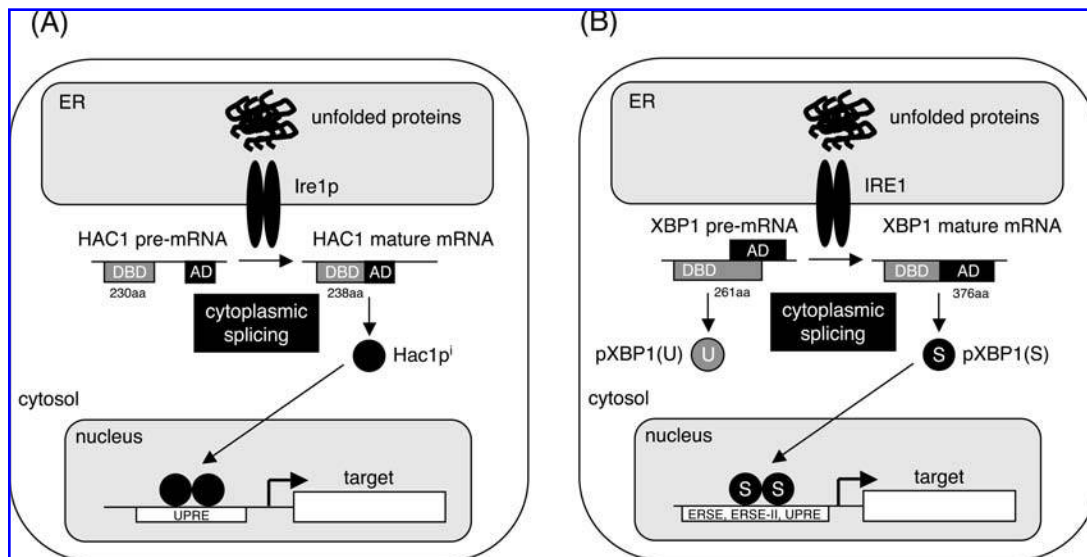 (A)
ER
unfolded proteins
Ire1p
HAC1 pre-mRNA
HAC1 mature mRNA
DBD
AD
DBD
AD
230aa
238aa
cytoplasmic
splicing
Hac1pⁱ
cytosol
nucleus
target
UPRE
(B)
ER
unfolded proteins
IRE1
XBP1 pre-mRNA
XBP1 mature mRNA
AD
DBD
DBD
AD
261aa
376aa
cytoplasmic
splicing
pXBP1(U)
U
S
pXBP1(S)
cytosol
nucleus
target
S
S
ERSE, ERSE-II, UPRE